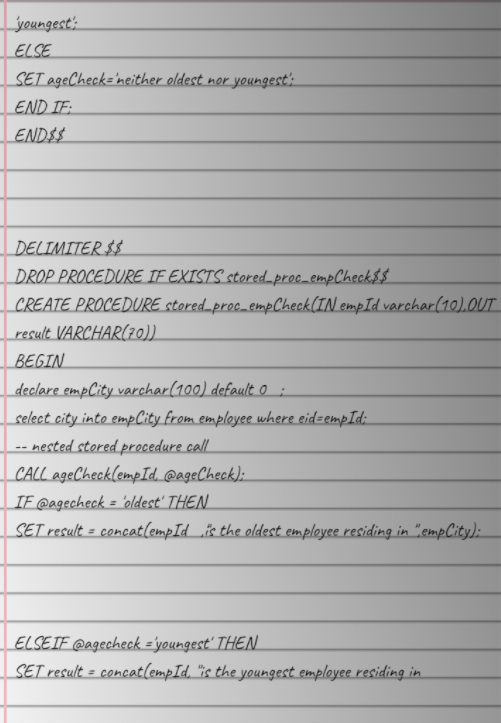 'youngest';
ELSE
SET ageCheck='neither oldest nor youngest';
END IF;
END$$
DELIMITER $$
DROP PROCEDURE IF EXISTS stored_proc_empCheck$$
CREATE PROCEDURE stored_proc_empCheck(IN empId varchar(10),OUT
result VARCHAR(70))
BEGIN
declare empCity varchar(100) default 0 ;
select city into empCity from employee where eid=empId;
-- nested stored procedure call
CALL ageCheck(empId, @ageCheck);
IF @agecheck = 'oldest' THEN
SET result = concat(empId ,"is the oldest employee residing in ",empCity);
ELSEIF @agecheck ='youngest' THEN
SET result = concat(empId, "is the youngest employee residing in